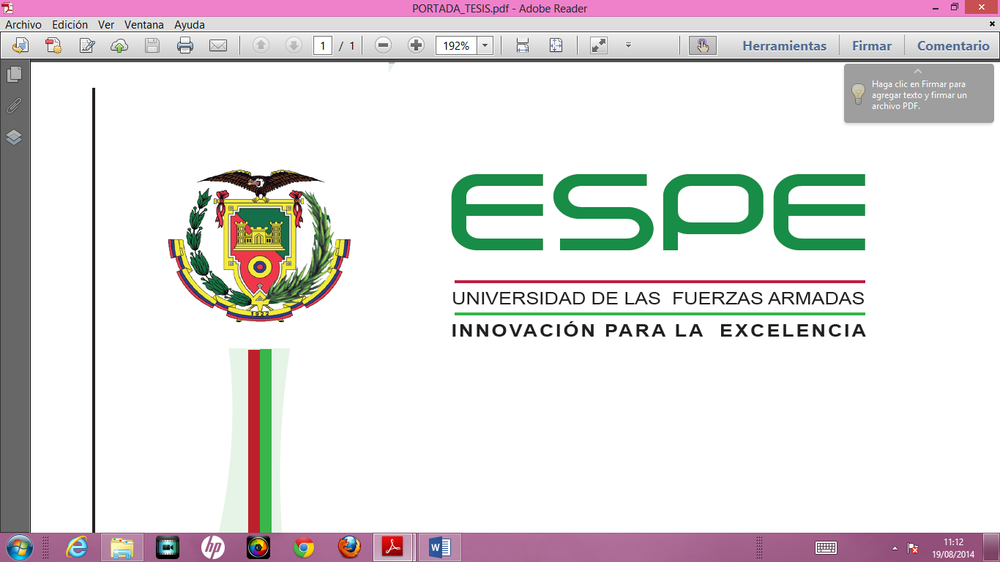 PORTADA_TESIS.pdf - Adobe Reader
Archivo Edición Ver Ventana Ayuda
1 / 1 192% Herramientas Firmar Comentario
Haga clic en Firmar para
agregar texto y firmar un
archivo PDF.
ESPE
UNIVERSIDAD DE LAS FUERZAS ARMADAS
INNOVACIÓN PARA LA EXCELENCIA
1922
hp
11:12
19/08/2014